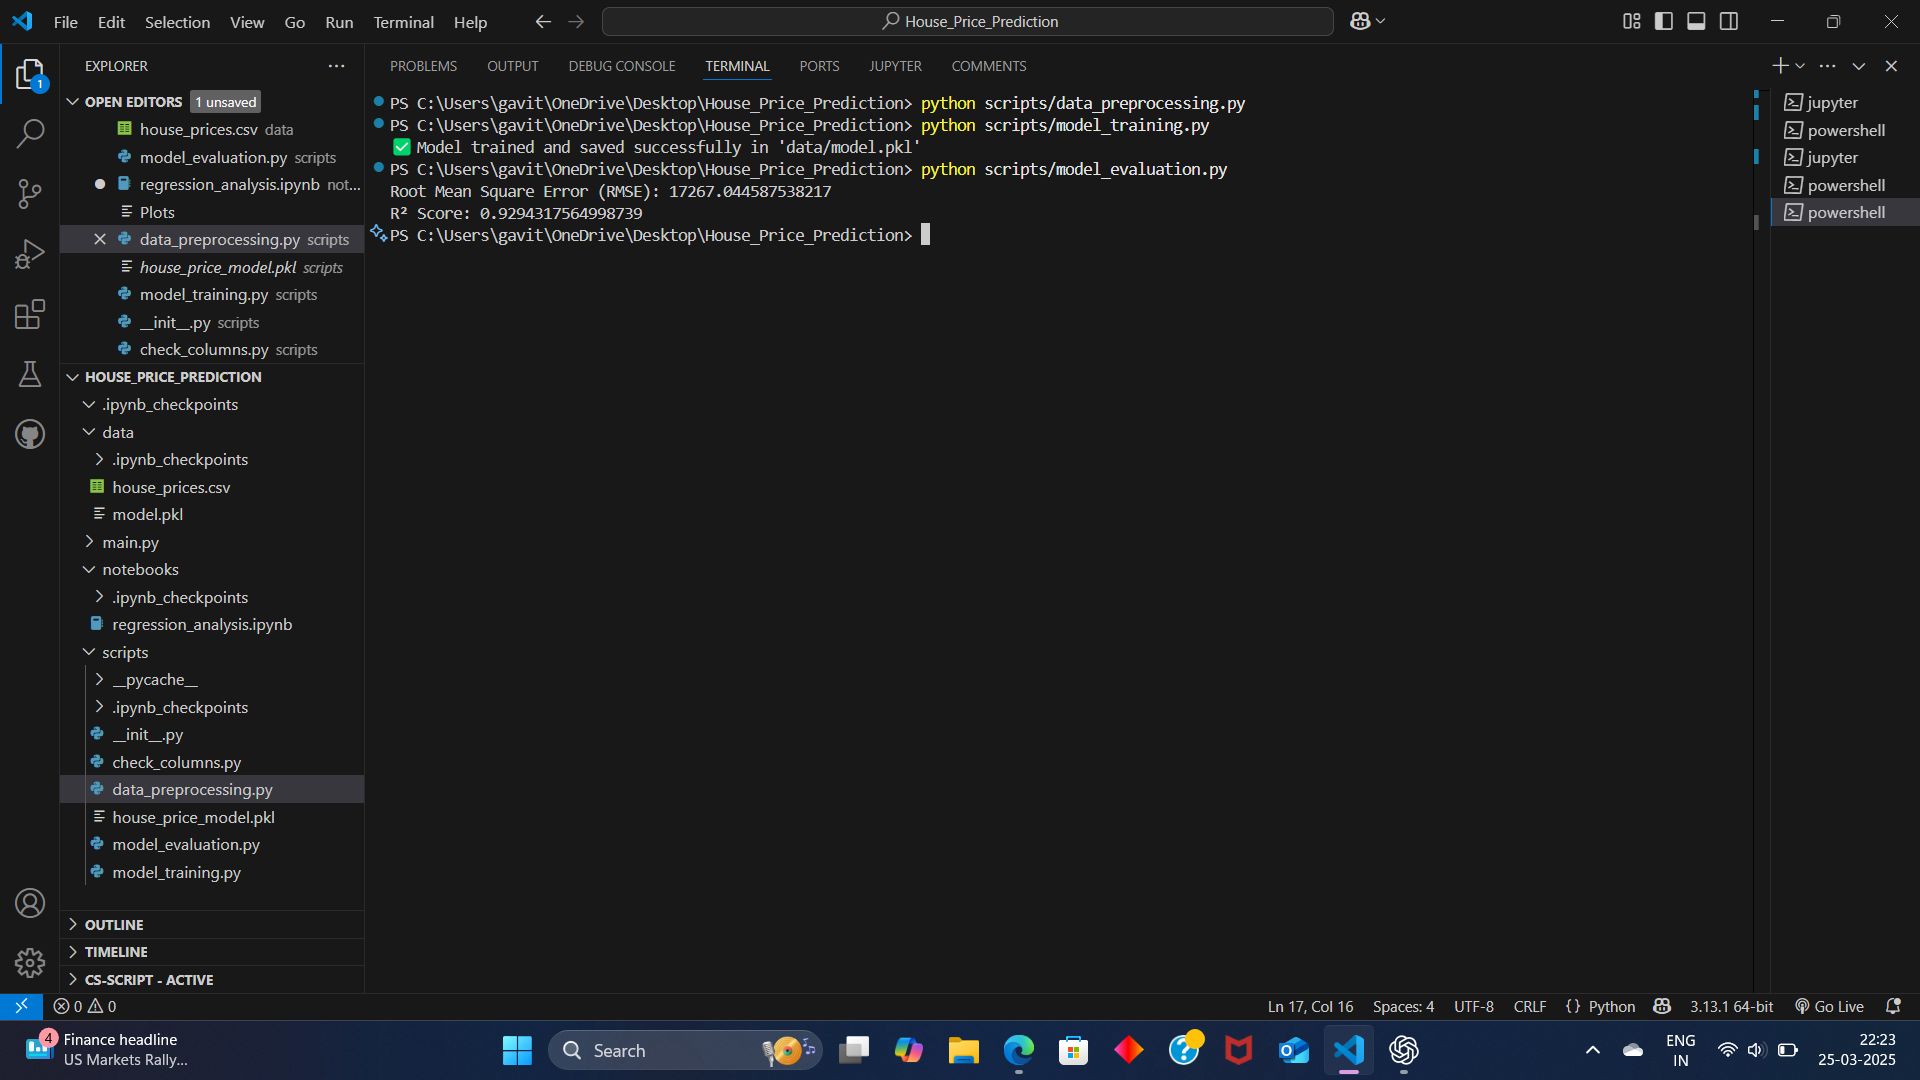 File Edit Selection View Go Run Terminal Help
House_Price_Prediction
EXPLORER
OPEN EDITORS 1 unsaved
house_prices.csv data
model_evaluation.py scripts
regression_analysis.ipynb not...
Plots
data_preprocessing.py scripts
house_price_model.pkl scripts
model_training.py scripts
__init__.py scripts
check_columns.py scripts
HOUSE_PRICE_PREDICTION
.ipynb_checkpoints
data
.ipynb_checkpoints
house_prices.csv
model.pkl
main.py
notebooks
.ipynb_checkpoints
regression_analysis.ipynb
scripts
__pycache__
.ipynb_checkpoints
__init__.py
check_columns.py
data_preprocessing.py
house_price_model.pkl
model_evaluation.py
model_training.py
OUTLINE
TIMELINE
CS-SCRIPT - ACTIVE
1
PROBLEMS OUTPUT DEBUG CONSOLE TERMINAL PORTS JUPYTER COMMENTS
PS C:\Users\gavit\OneDrive\Desktop\House_Price_Prediction> python scripts/data_preprocessing.py
PS C:\Users\gavit\OneDrive\Desktop\House_Price_Prediction> python scripts/model_training.py
✅ Model trained and saved successfully in 'data/model.pkl'
PS C:\Users\gavit\OneDrive\Desktop\House_Price_Prediction> python scripts/model_evaluation.py
Root Mean Square Error (RMSE): 17267.044587538217
R² Score: 0.9294317564998739
PS C:\Users\gavit\OneDrive\Desktop\House_Price_Prediction>
jupyter
powershell
jupyter
powershell
powershell
0 0
Ln 17, Col 16 Spaces: 4 UTF-8 CRLF {} Python 3.13.1 64-bit Go Live
4
Finance headline
US Markets Rally...
Search
ENG
IN
22:23
25-03-2025